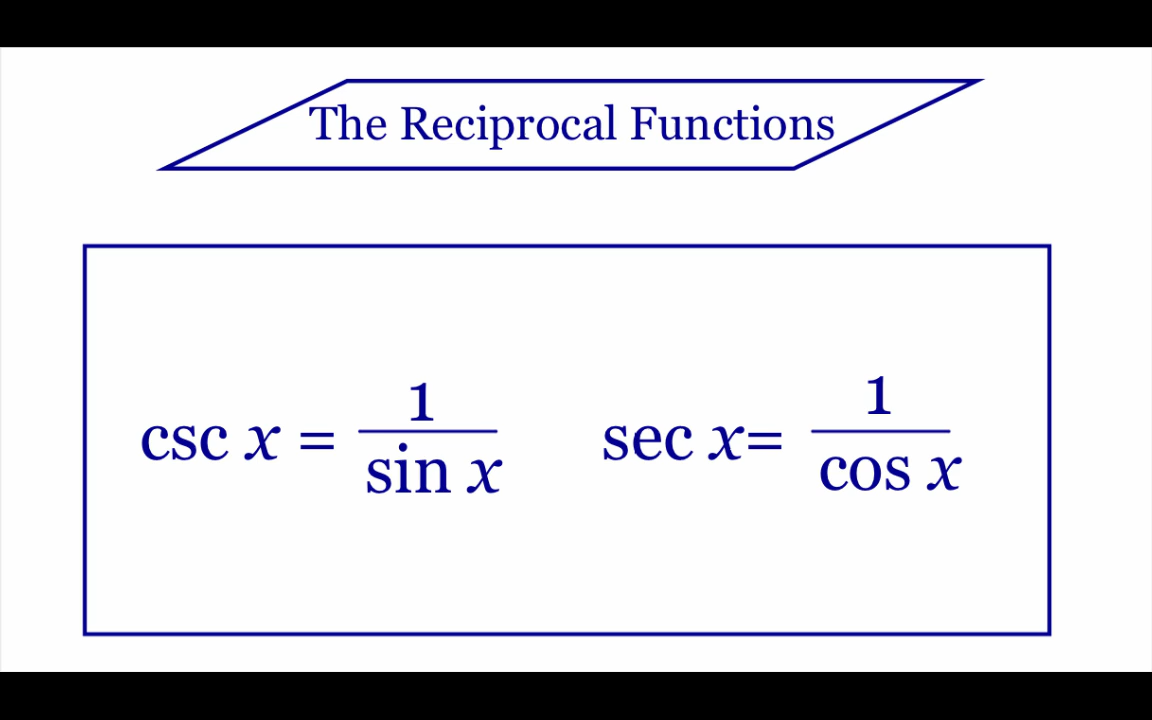 The Reciprocal Functions
csc x = 1/sin x
sec x= 1/cos x